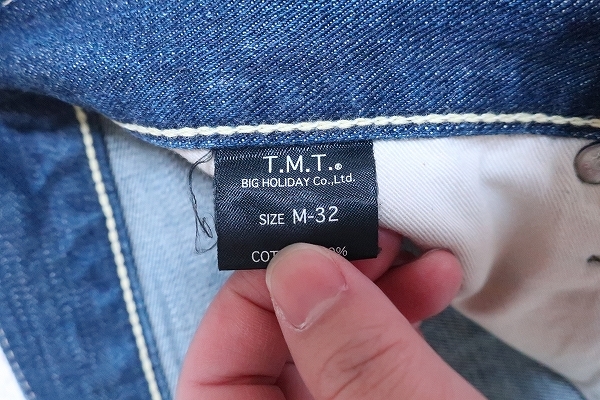 T.M.T.®
BIG HOLIDAY Co.,Ltd.
SIZE M-32